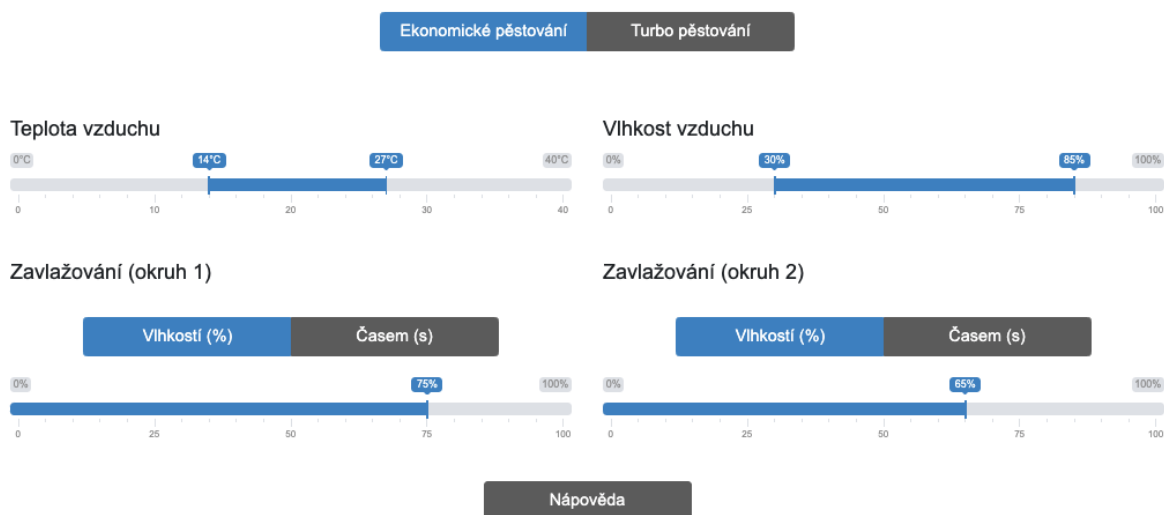 Ekonomické pěstování Turbo pěstování
Teplota vzduchu
0°C 14°C 27°C 40°C
0 10 20 30 40
Vlhkost vzduchu
0% 30% 85% 100%
0 25 50 75 100
Zavlažování (okruh 1)
Vlhkostí (%) Časem (s)
0% 75% 100%
0 25 50 75 100
Zavlažování (okruh 2)
Vlhkostí (%) Časem (s)
0% 65% 100%
0 25 50 75 100
Nápověda